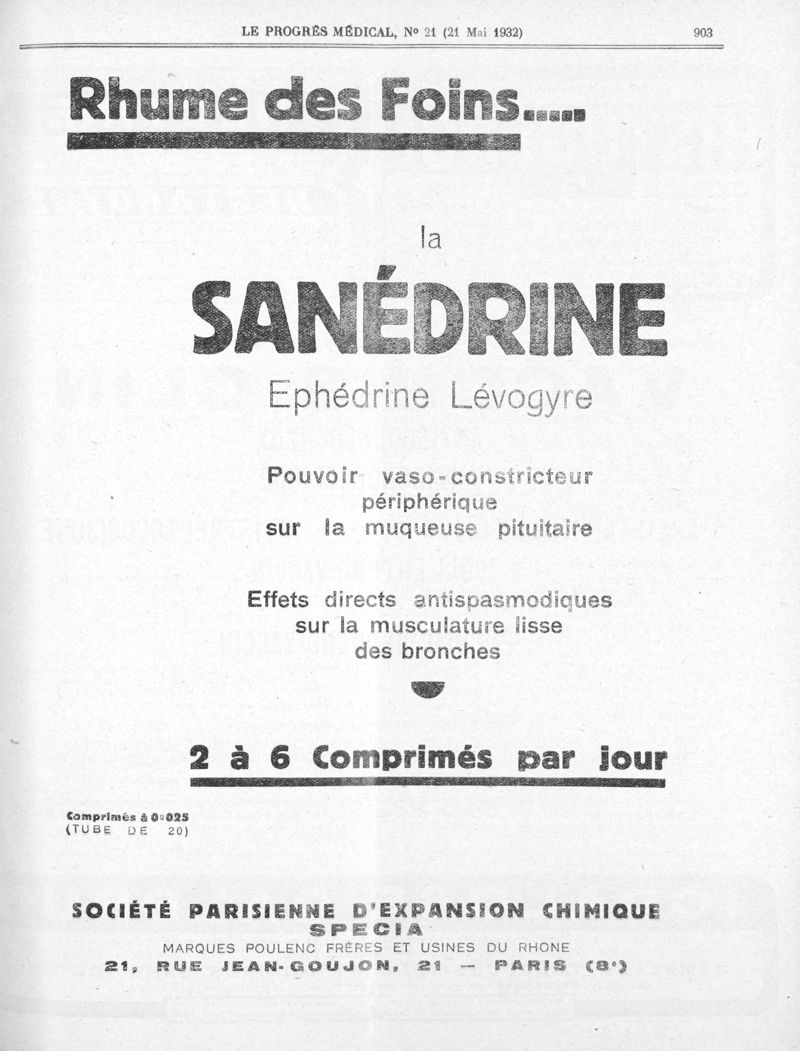 LE PROGRÈS MÉDICAL, Nº 21 (21 Mai 1932) 903
Rhume des Foins.....
la
SANÉDRINE
Ephédrine Lévogyre
Pouvoir vaso-constricteur
périphérique
sur la muqueuse pituitaire
Effets directs antispasmodiques
sur la musculature lisse
des bronches
2 à 6 Comprimés par jour
Comprimés à 0g025
(TUBE DE 20)
SOCIÉTÉ PARISIENNE D'EXPANSION CHIMIQUE
SPECIA
MARQUES POULENC FRÈRES ET USINES DU RHONE
21, RUE JEAN-GOUJON, 21 — PARIS (8e)